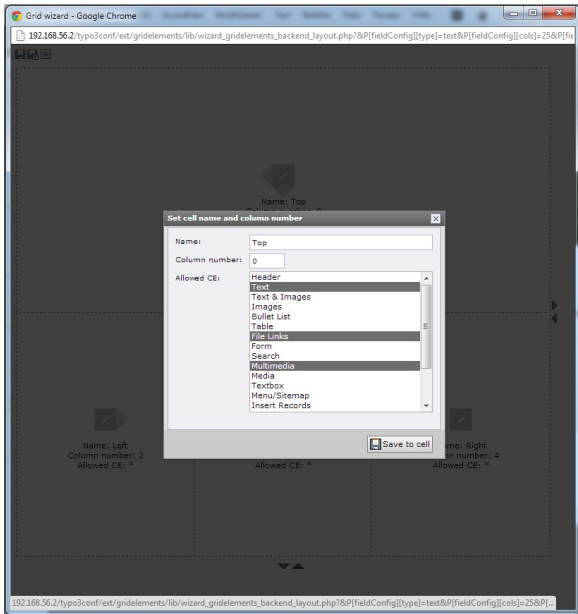 Grid wizard - Google Chrome
192.168.56.2/typo3conf/ext/gridelements/lib/wizard_gridelements_backend_layout.php?&P[fieldConfig][type]=text&P[fieldConfig][cols]=25&P[fie
Name: Top
Set cell name and column number
Name: Top
Column number: 0
Allowed CE:
Header
Text
Text & Images
Images
Bullet List
Table
File Links
Form
Search
Multimedia
Media
Textbox
Menu/Sitemap
Insert Records
Save to cell
Name: Left
Column number: 2
Allowed CE: *
Allowed CE: *
me: Right
number: 4
Allowed CE: *
192.168.56.2/typo3conf/ext/gridelements/lib/wizard_gridelements_backend_layout.php?&P[fieldConfig][type]=text&P[fieldConfig][cols]=25&P[...